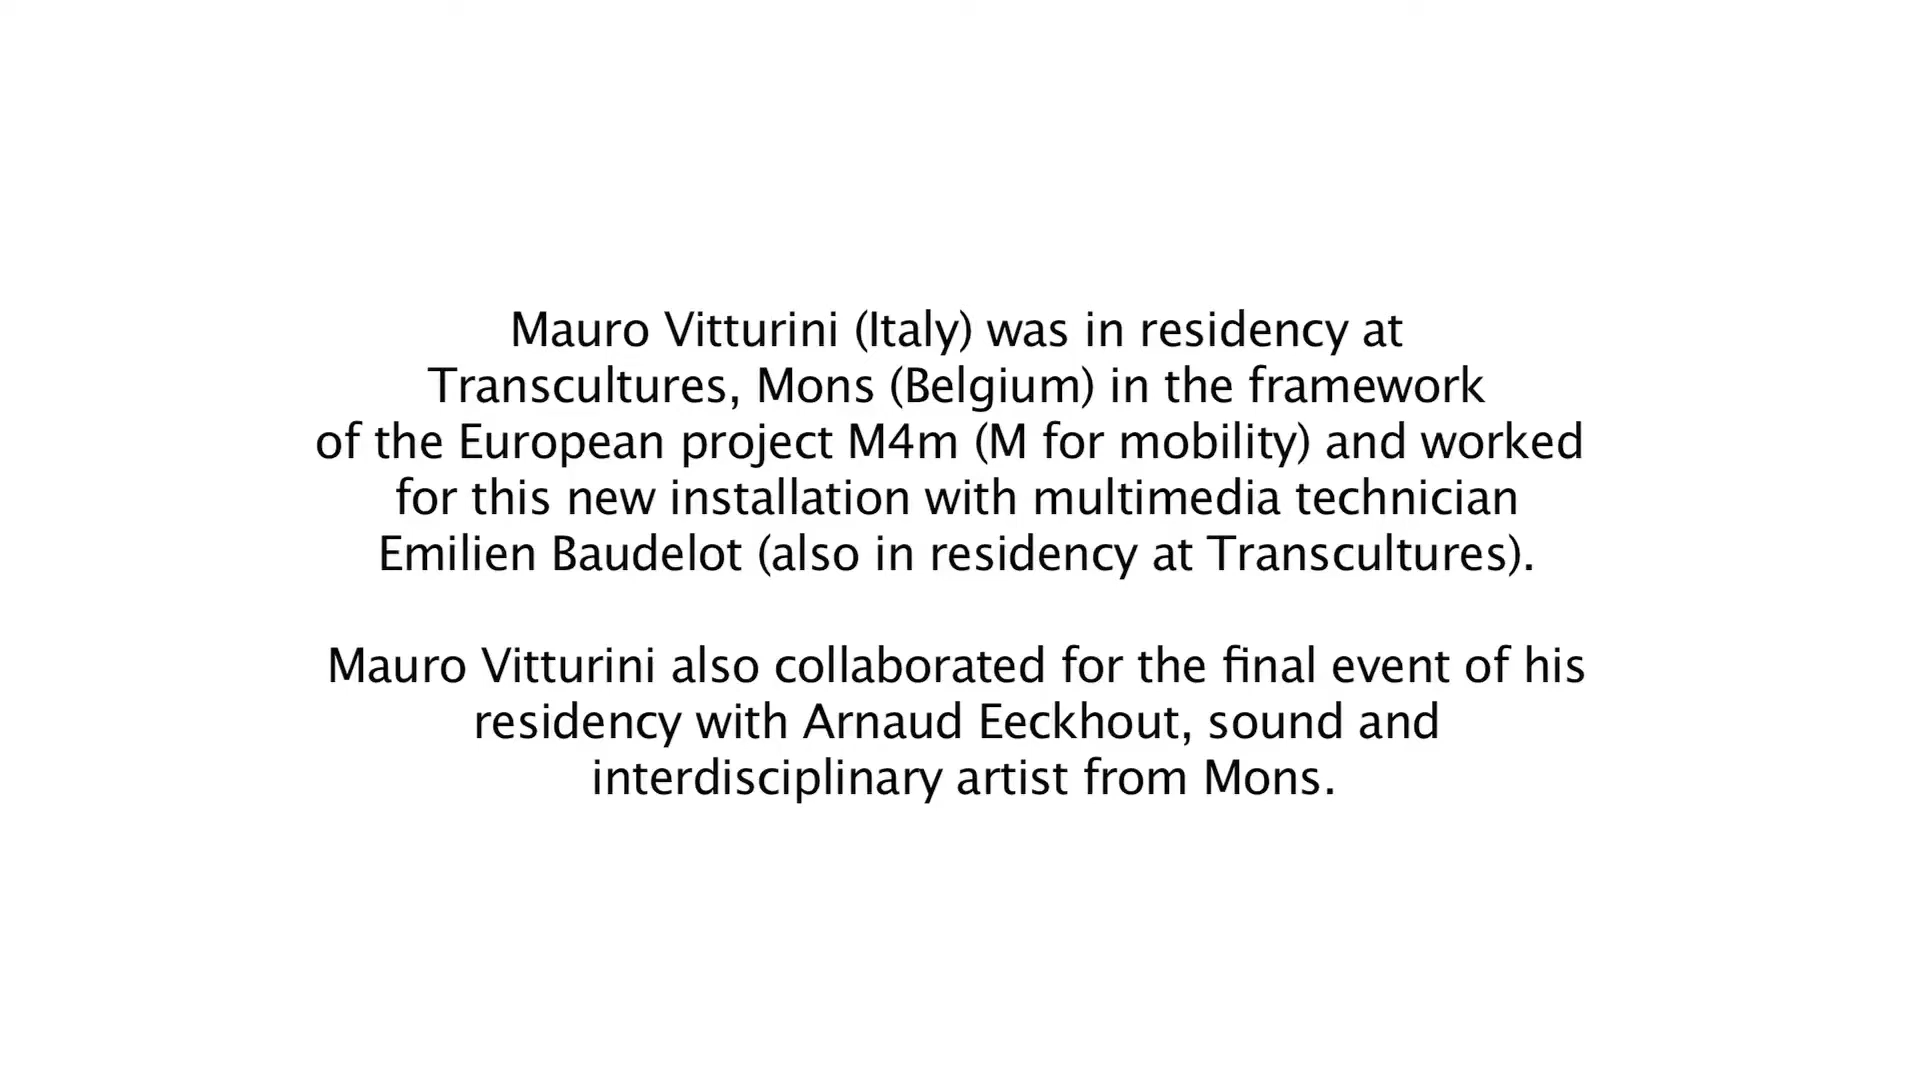 Mauro Vitturini (Italy) was in residency at
Transcultures, Mons (Belgium) in the framework
of the European project M4m (M for mobility) and worked
for this new installation with multimedia technician
Emilien Baudelot (also in residency at Transcultures).
Mauro Vitturini also collaborated for the final event of his
residency with Arnaud Eeckhout, sound and
interdisciplinary artist from Mons.